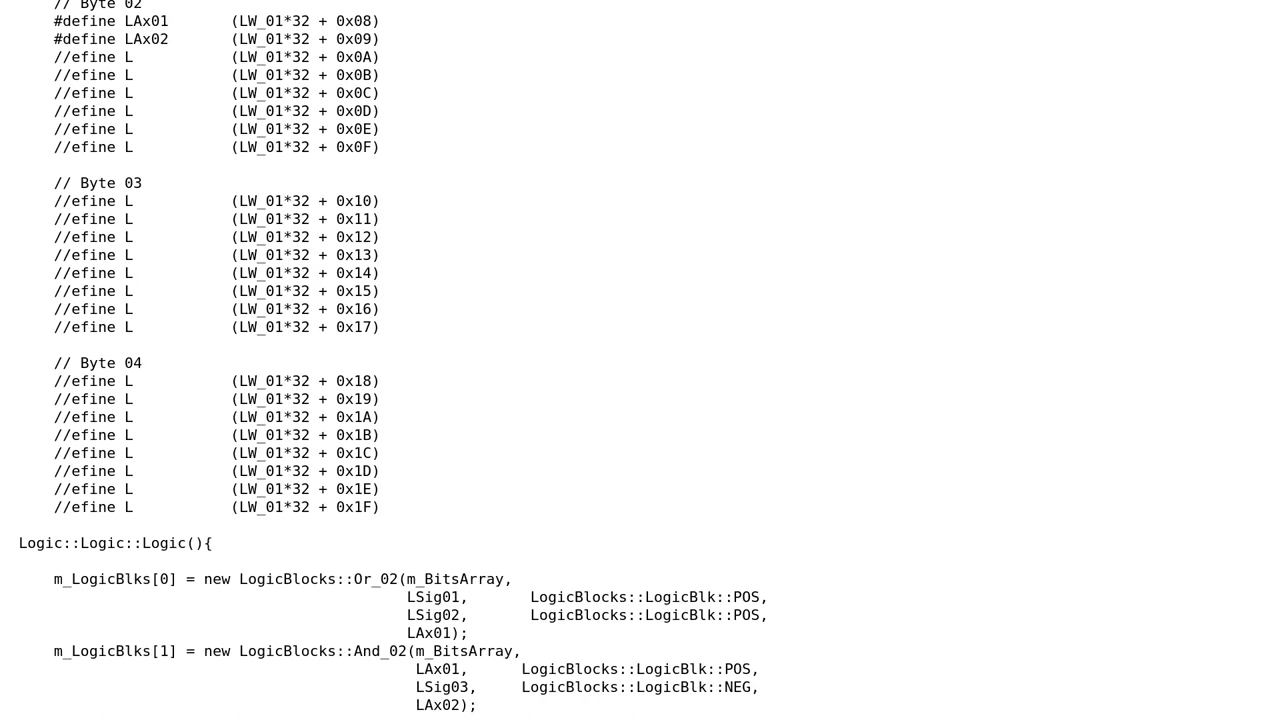 // Byte 02
#define LAx01       (LW_01*32 + 0x08)
#define LAx02       (LW_01*32 + 0x09)
//efine L           (LW_01*32 + 0x0A)
//efine L           (LW_01*32 + 0x0B)
//efine L           (LW_01*32 + 0x0C)
//efine L           (LW_01*32 + 0x0D)
//efine L           (LW_01*32 + 0x0E)
//efine L           (LW_01*32 + 0x0F)
// Byte 03
//efine L           (LW_01*32 + 0x10)
//efine L           (LW_01*32 + 0x11)
//efine L           (LW_01*32 + 0x12)
//efine L           (LW_01*32 + 0x13)
//efine L           (LW_01*32 + 0x14)
//efine L           (LW_01*32 + 0x15)
//efine L           (LW_01*32 + 0x16)
//efine L           (LW_01*32 + 0x17)
// Byte 04
//efine L           (LW_01*32 + 0x18)
//efine L           (LW_01*32 + 0x19)
//efine L           (LW_01*32 + 0x1A)
//efine L           (LW_01*32 + 0x1B)
//efine L           (LW_01*32 + 0x1C)
//efine L           (LW_01*32 + 0x1D)
//efine L           (LW_01*32 + 0x1E)
//efine L           (LW_01*32 + 0x1F)
Logic::Logic::Logic(){
m_LogicBlks[0] = new LogicBlocks::Or_02(m_BitsArray,
LSig01,       LogicBlocks::LogicBlk::POS,
LSig02,       LogicBlocks::LogicBlk::POS,
LAx01);
m_LogicBlks[1] = new LogicBlocks::And_02(m_BitsArray,
LAx01,      LogicBlocks::LogicBlk::POS,
LSig03,     LogicBlocks::LogicBlk::NEG,
LAx02);